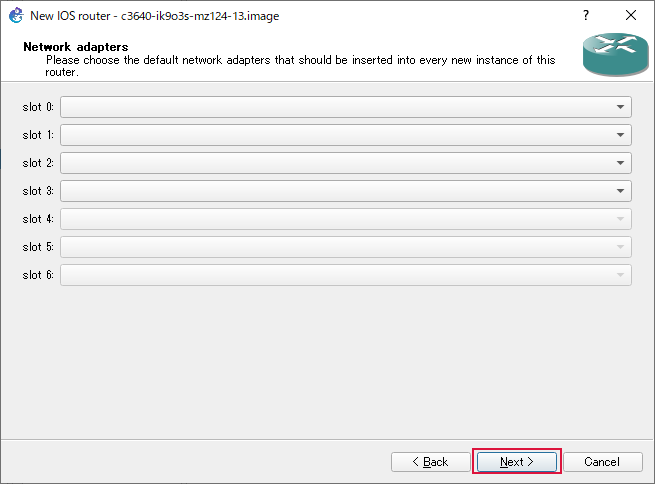 New IOS router - c3640-ik9o3s-mz124-13.image
?
Network adapters
Please choose the default network adapters that should be inserted into every new instance of this
router.
slot 0:
slot 1:
slot 2:
slot 3:
slot 4:
slot 5:
slot 6:
< Back
Next >
Cancel